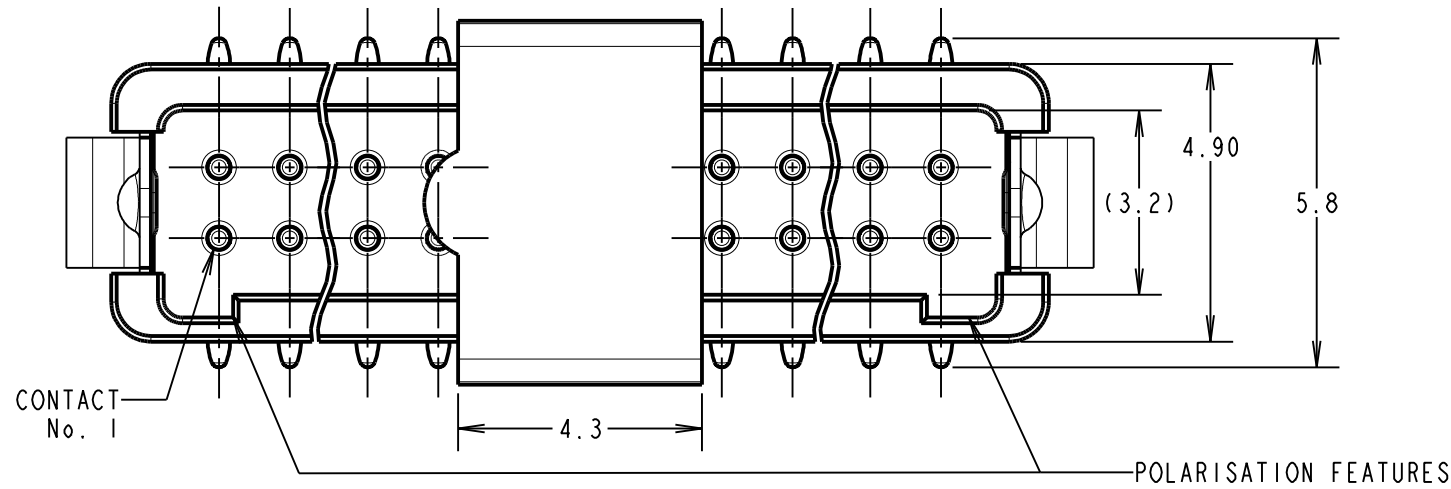 4.90
(3.2)
5.8
CONTACT
No. 1
4.3
POLARISATION FEATURES